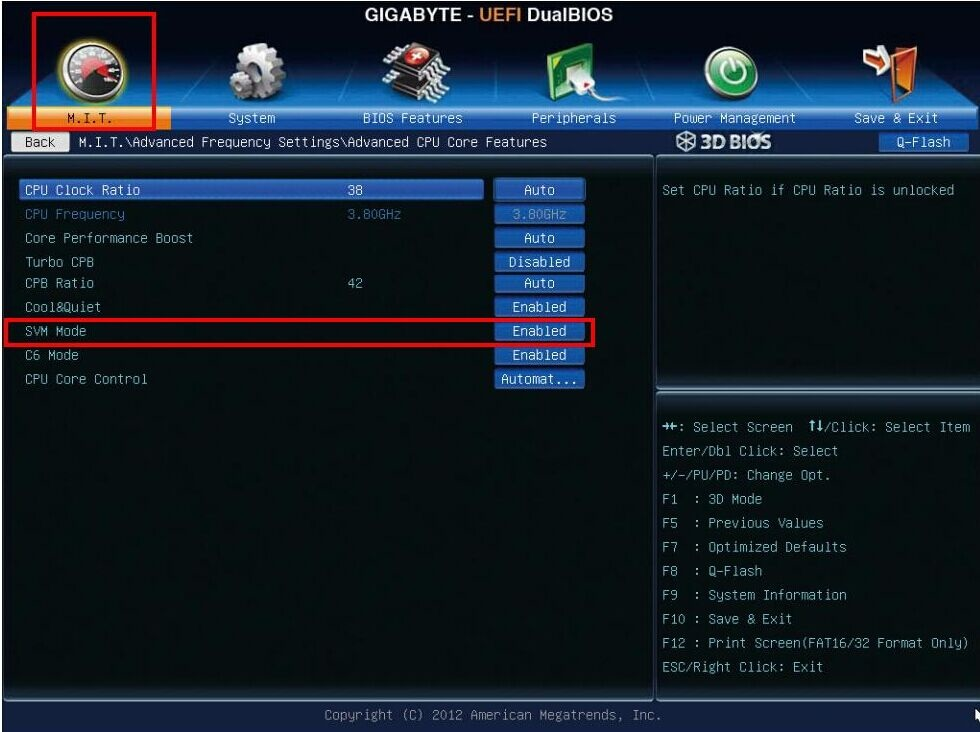 GIGABYTE - UEFI DualBIOS
M.I.T. System BIOS Features Peripherals Power Management Save & Exit
Back M.I.T.\Advanced Frequency Settings\Advanced CPU Core Features 3D BIOS Q-Flash
CPU Clock Ratio 38 Auto
CPU Frequency 3.80GHz 3.80GHz
Core Performance Boost Auto
Turbo CPB Disabled
CPB Ratio 42 Auto
Cool&Quiet Enabled
SVM Mode Enabled
C6 Mode Enabled
CPU Core Control Automat...
Set CPU Ratio if CPU Ratio is unlocked
→←: Select Screen ↑↓/Click: Select Item
Enter/Dbl Click: Select
+/-/PU/PD: Change Opt.
F1 : 3D Mode
F5 : Previous Values
F7 : Optimized Defaults
F8 : Q-Flash
F9 : System Information
F10 : Save & Exit
F12 : Print Screen(FAT16/32 Format Only)
ESC/Right Click: Exit
Copyright (C) 2012 American Megatrends, Inc.